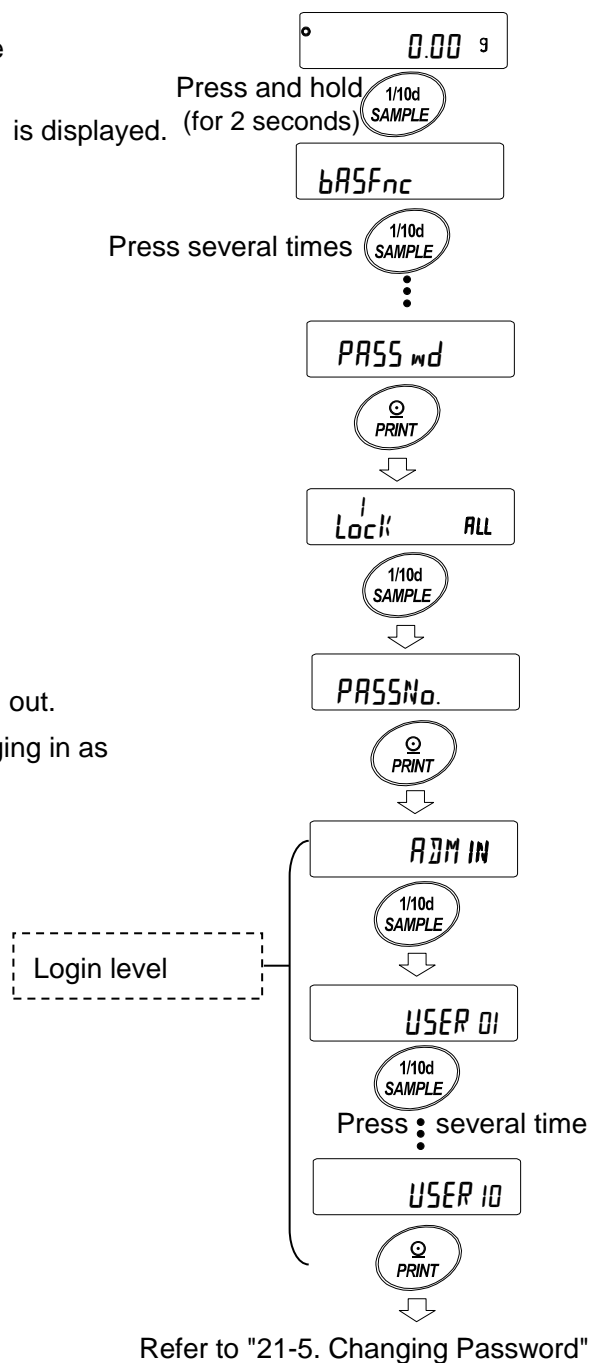 e
0.00 g
Press and hold
(for 2 seconds)
1/10d
SAMPLE
is displayed.
bASFnc
Press several times
1/10d
SAMPLE
PASS wd
PRINT
1
Lock ALL
1/10d
SAMPLE
PASSNo.
out.
ging in as
PRINT
ADMIN
1/10d
SAMPLE
Login level
USER 01
1/10d
SAMPLE
Press several time
USER 10
PRINT
Refer to "21-5. Changing Password"